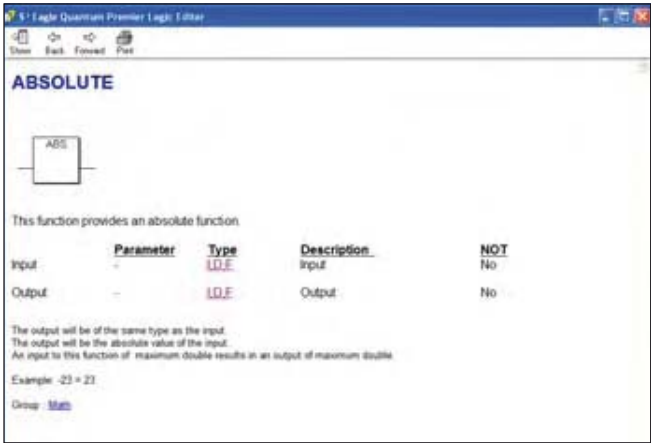 S³ Eagle Quantum Premier Logic Editor
Show Back Forward Print
ABSOLUTE
ABS
This function provides an absolute function
Parameter Type Description NOT
Input - I,D,F Input No
Output - I,D,F Output No
The output will be of the same type as the input.
The output will be the absolute value of the input.
An input to this function of maximum double results in an output of maximum double.
Example: -23 = 23
Group : Math